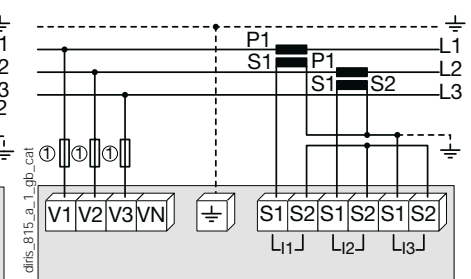 1
P1
L1
2
S1
P1
L2
3
S1
S2
L3
2
① ① ①
diris_815_a_1_gb_cat
V1 V2 V3 VN
S1 S2 S1 S2 S1 S2
I1 I2 I3